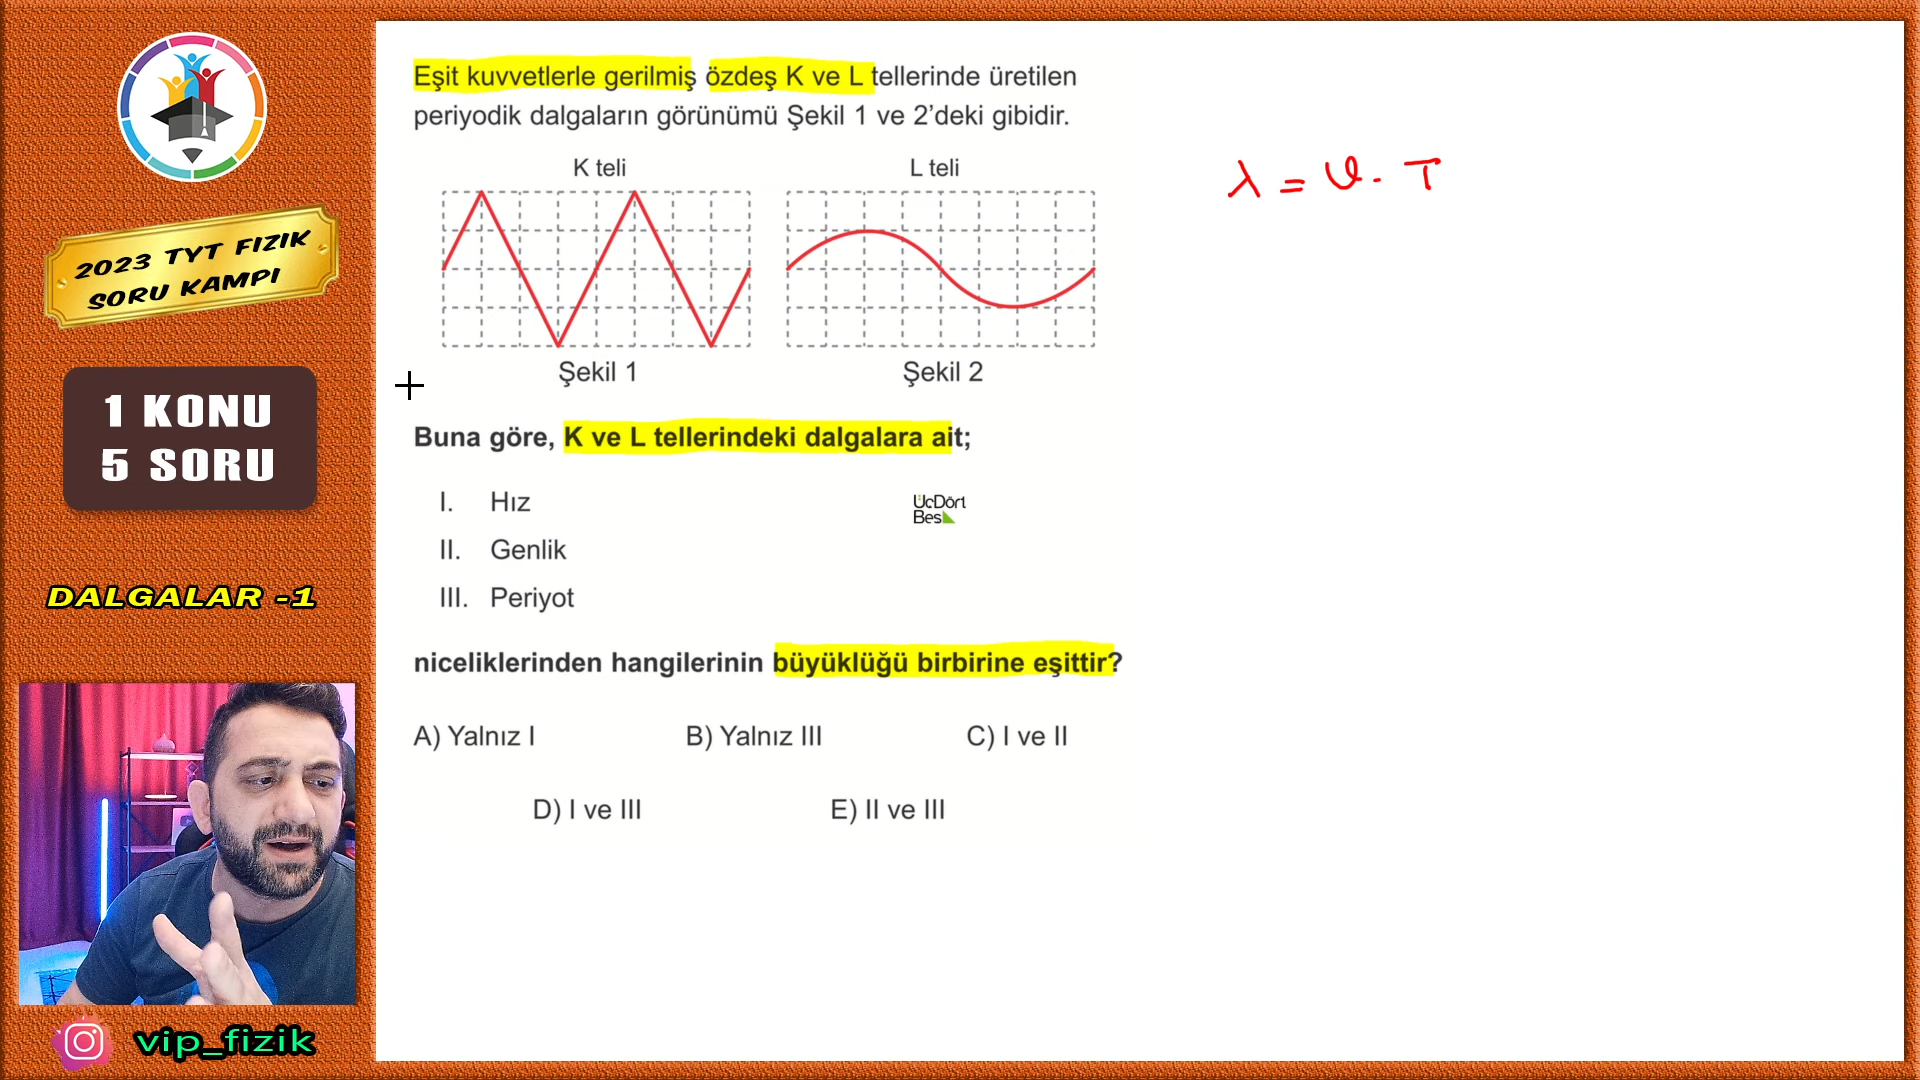 2023 TYT FIZIK
SORU KAMPI
1 KONU
5 SORU
DALGALAR -1
vip_fizik
Eşit kuvvetlerle gerilmiş özdeş K ve L tellerinde üretilen
periyodik dalgaların görünümü Şekil 1 ve 2’deki gibidir.
K teli
L teli
Şekil 1
Şekil 2
λ = υ. T
Buna göre, K ve L tellerindeki dalgalara ait;
I. Hız
II. Genlik
III. Periyot
ÜçDört
Beş
niceliklerinden hangilerinin büyüklüğü birbirine eşittir?
A) Yalnız I
B) Yalnız III
C) I ve II
D) I ve III
E) II ve III